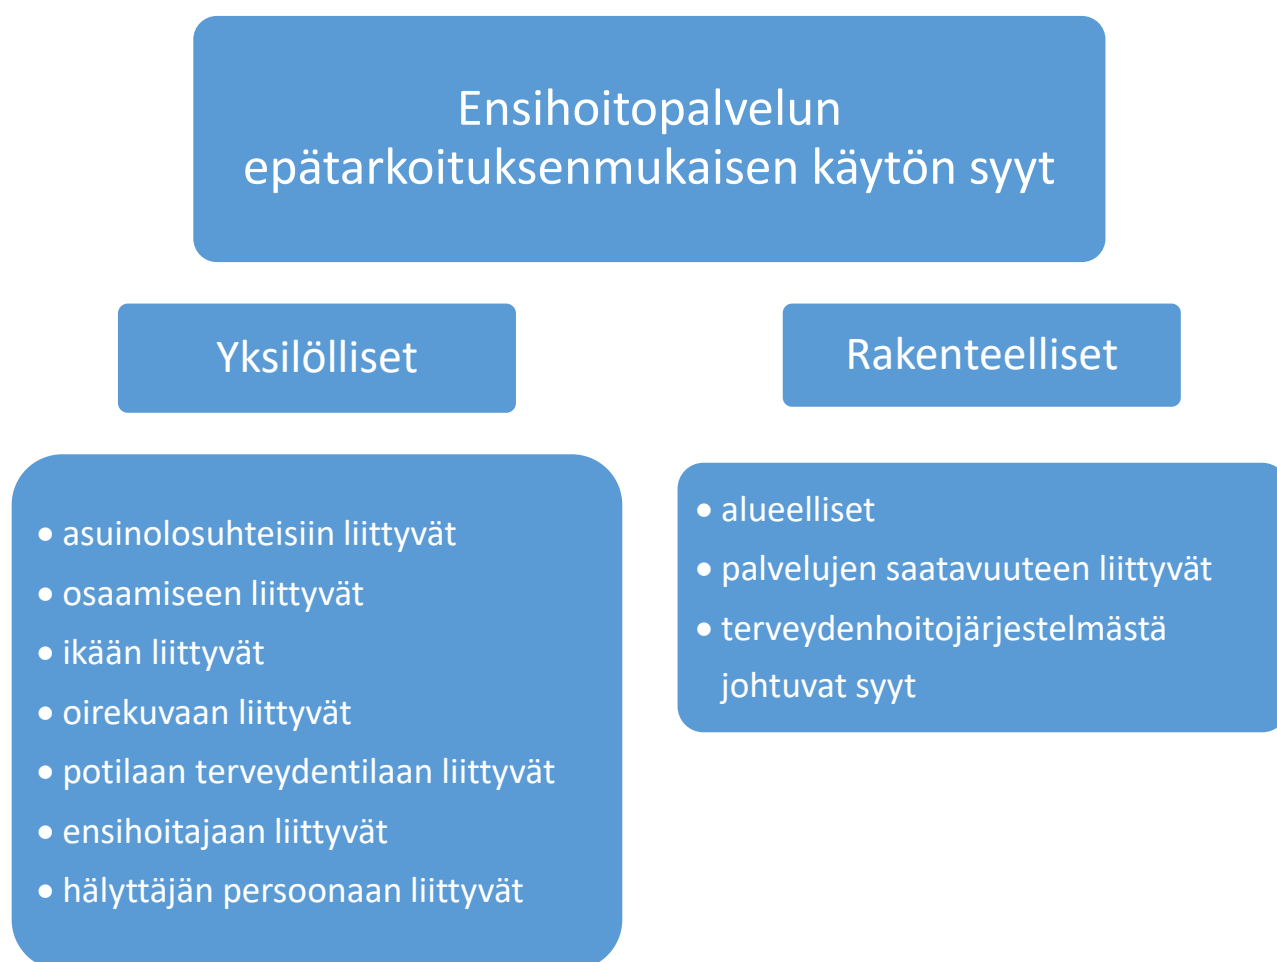 Ensihoitopalvelun
epätarkoituksenmukaisen käytön syyt
Yksilölliset
• asuinolosuhteisiin liittyvät
• osaamiseen liittyvät
• ikään liittyvät
• oirekuvaan liittyvät
• potilaan terveydentilaan liittyvät
• ensihoitajaan liittyvät
• hälyttäjän persoonaan liittyvät
Rakenteelliset
• alueelliset
• palvelujen saatavuuteen liittyvät
• terveydenhoitojärjestelmästä
johtuvat syyt